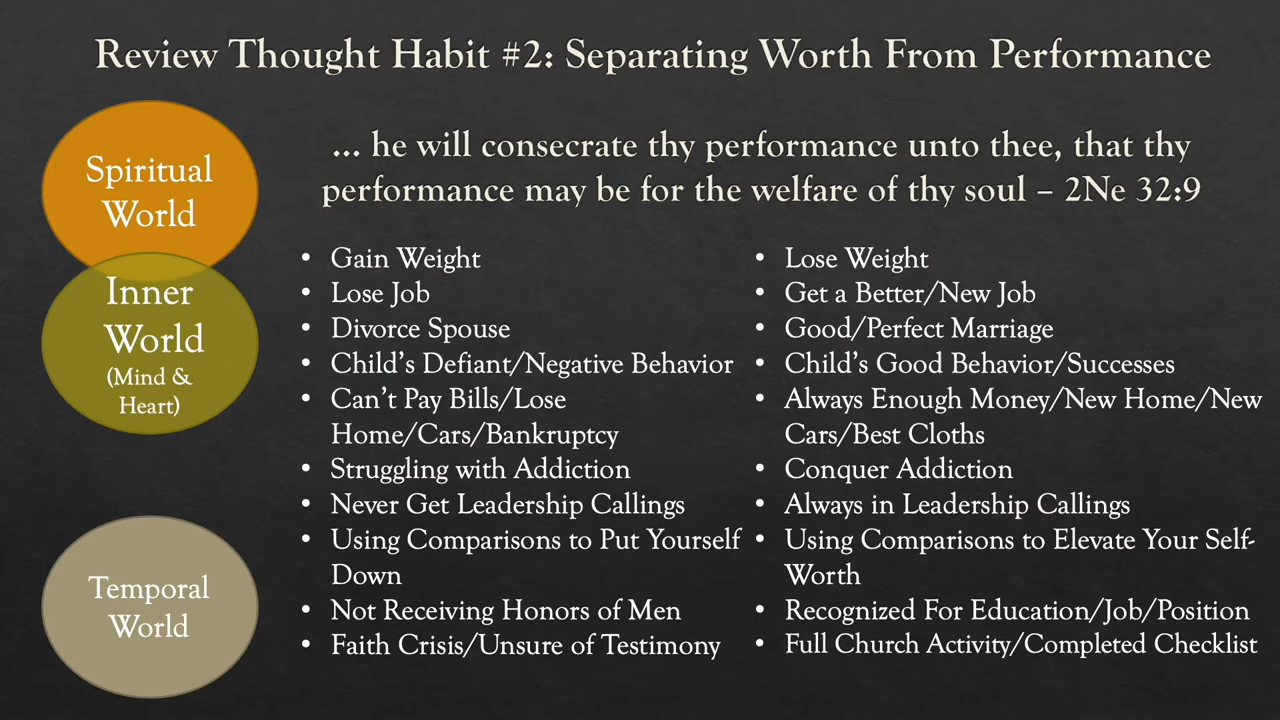 Review Thought Habit #2: Separating Worth From Performance
Spiritual
World
Inner
World
(Mind &
Heart)
Temporal
World
... he will consecrate thy performance unto thee, that thy
performance may be for the welfare of thy soul – 2Ne 32:9
• Gain Weight
• Lose Job
• Divorce Spouse
• Child's Defiant/Negative Behavior
• Can't Pay Bills/Lose
Home/Cars/Bankruptcy
• Struggling with Addiction
• Never Get Leadership Callings
• Using Comparisons to Put Yourself
Down
• Not Receiving Honors of Men
• Faith Crisis/Unsure of Testimony
• Lose Weight
• Get a Better/New Job
• Good/Perfect Marriage
• Child's Good Behavior/Successes
• Always Enough Money/New Home/New
Cars/Best Cloths
• Conquer Addiction
• Always in Leadership Callings
• Using Comparisons to Elevate Your Self-
Worth
• Recognized For Education/Job/Position
• Full Church Activity/Completed Checklist